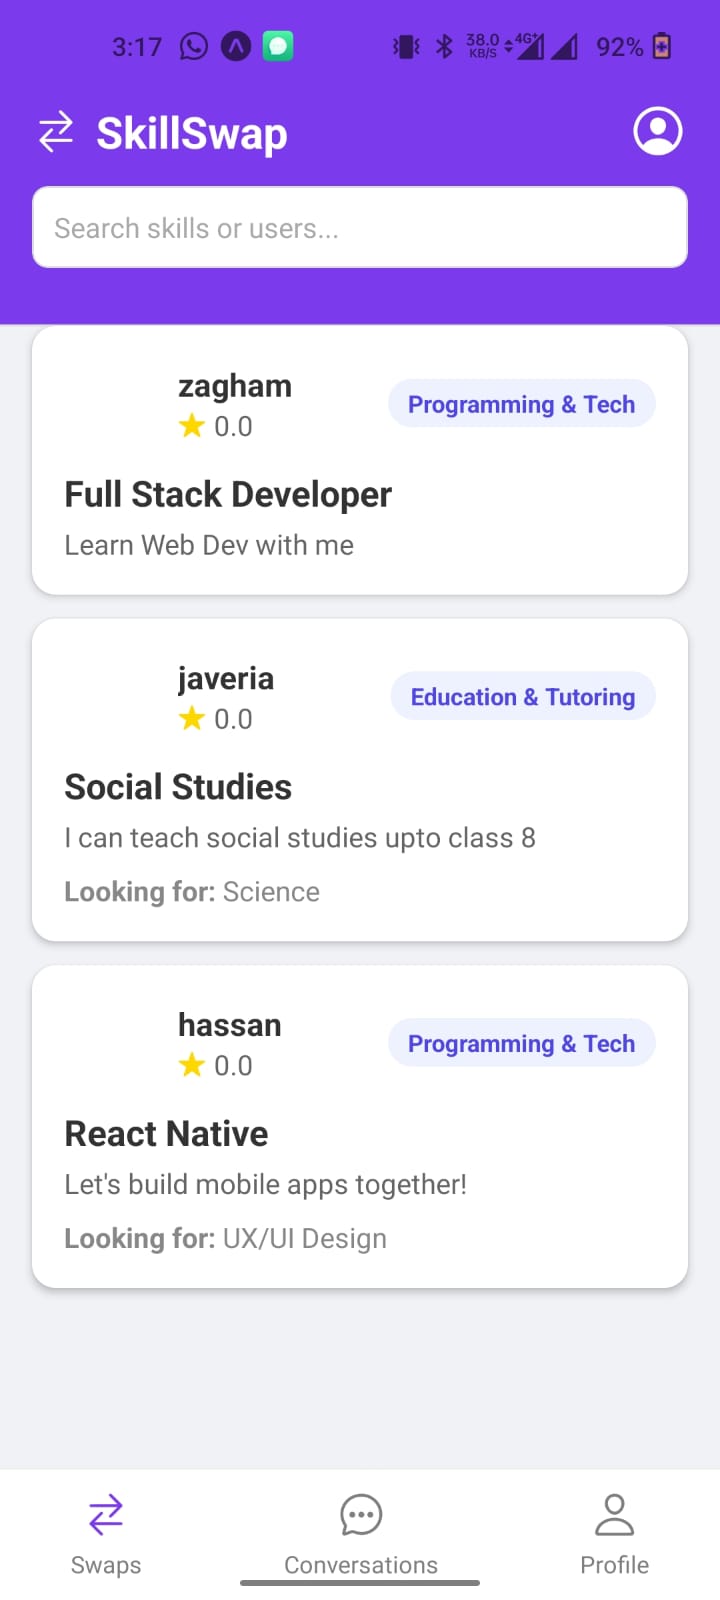 3:17 38.0 KB/S 4G+ 92%
SkillSwap
Search skills or users...
zagham
0.0
Programming & Tech
Full Stack Developer
Learn Web Dev with me
javeria
0.0
Education & Tutoring
Social Studies
I can teach social studies upto class 8
Looking for: Science
hassan
0.0
Programming & Tech
React Native
Let's build mobile apps together!
Looking for: UX/UI Design
Swaps
Conversations
Profile